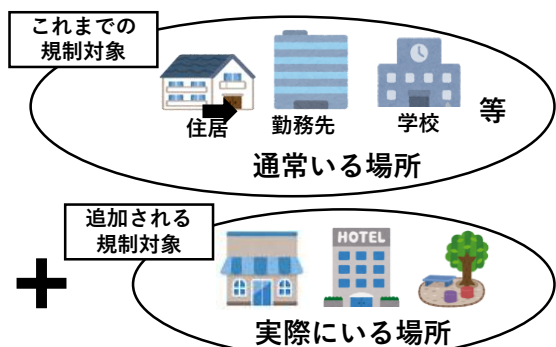 これまでの
規制対象
住居
勤務先
学校
等
通常いる場所
追加される
規制対象
+
HOTEL
実際にいる場所